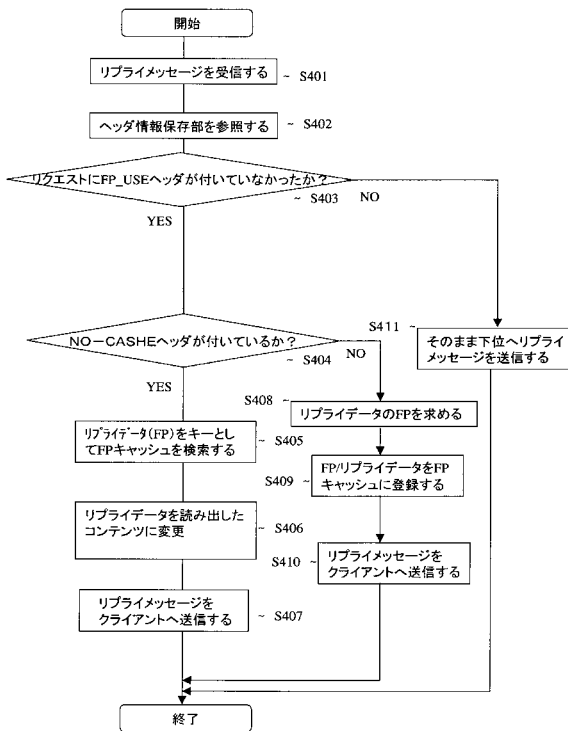 開始
リプライメッセージを受信する
~ S401
ヘッダ情報保存部を参照する
~ S402
リクエストにFP_USEヘッダが付いていなかったか?
~ S403
NO
YES
NO-CASHEヘッダが付いているか?
~ S404
NO
YES
S411~
そのまま下位へリプライ
メッセージを送信する
S408~
リプライデータのFPを求める
リプライデータ(FP)をキーとし
てFPキャッシュを検索する
~ S405
S409~
FP/リプライデータをFP
キャッシュに登録する
リプライデータを読み出した
コンテンツに変更
~ S406
S410~
リプライメッセージを
クライアントへ送信する
リプライメッセージを
クライアントへ送信する
~ S407
終了